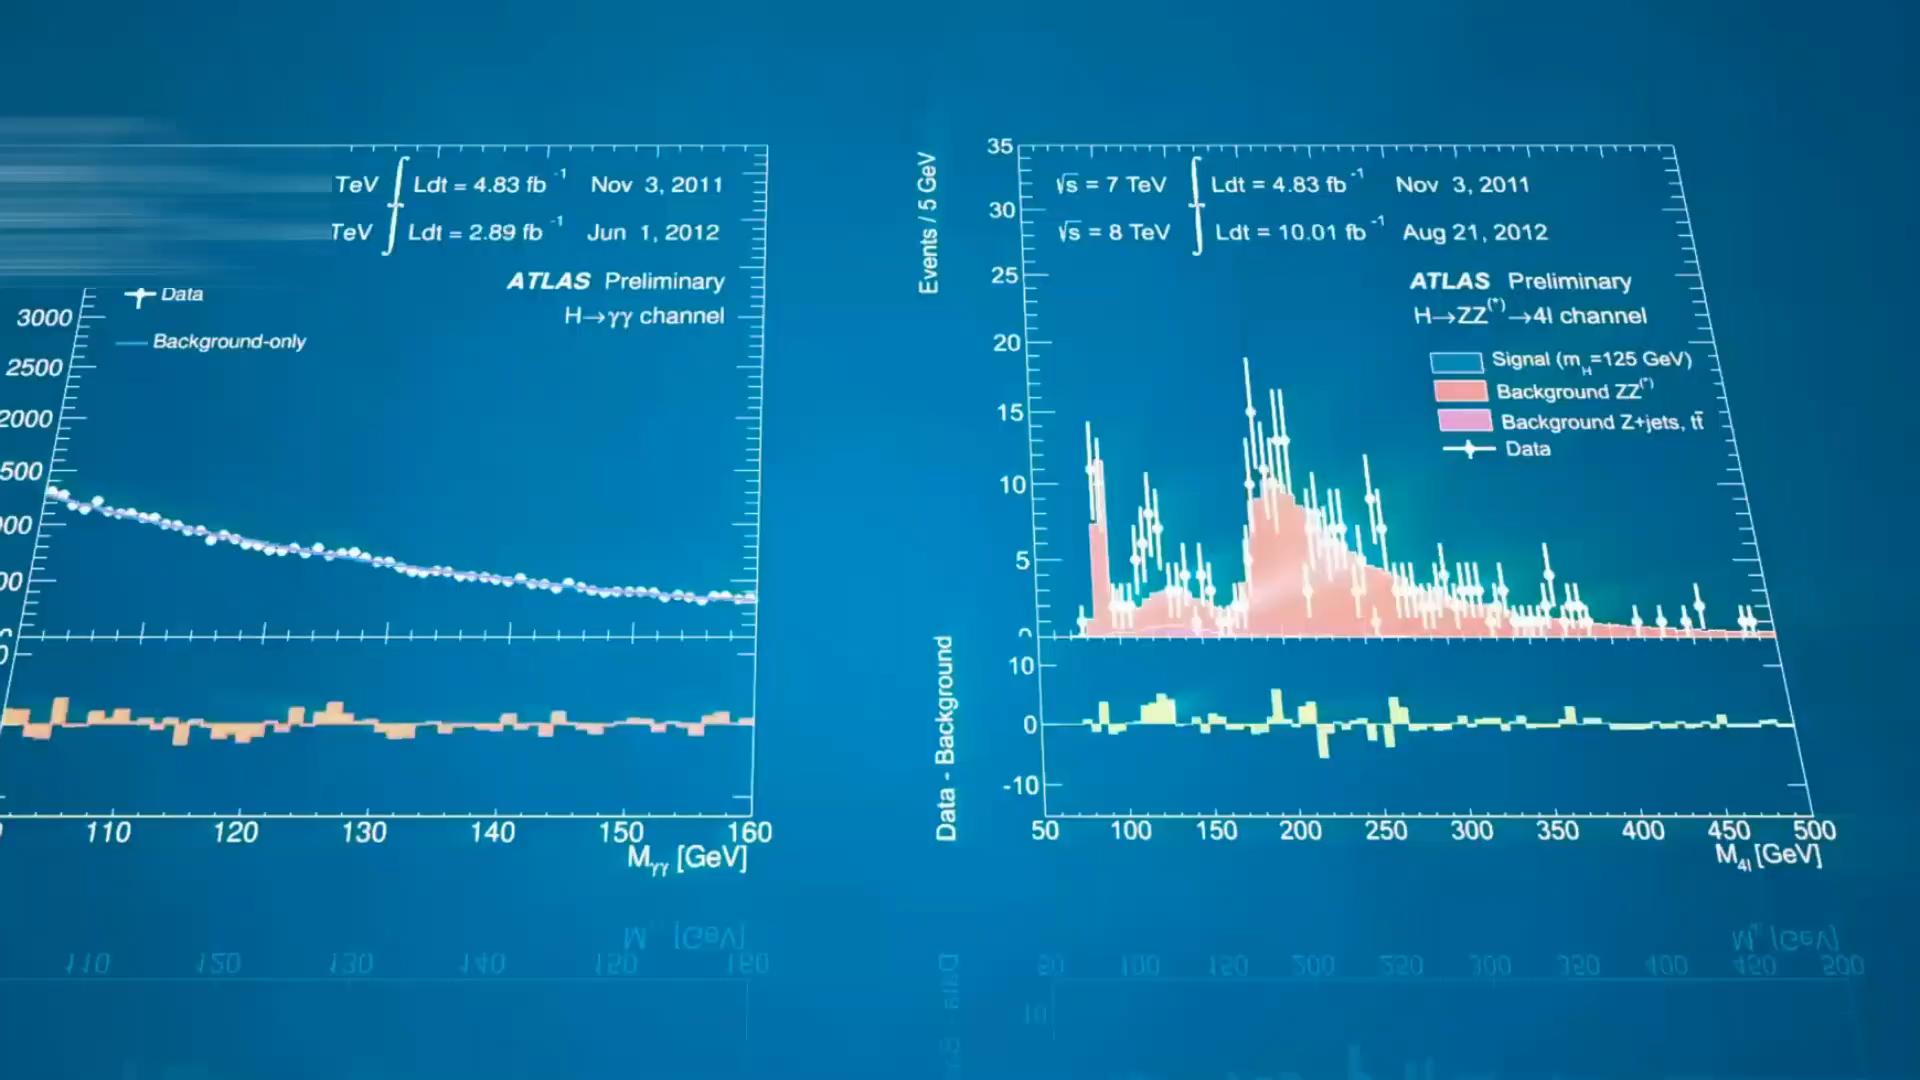 TeV ∫ Ldt = 4.83 fb⁻¹ Nov 3, 2011
TeV ∫ Ldt = 2.89 fb⁻¹ Jun 1, 2012
ATLAS Preliminary
H→γγ channel
Data
Background-only
3000
2500
2000
110 120 130 140 150 160
Mγγ [GeV]
Events / 5 GeV
35
30
25
20
15
10
5
√s = 7 TeV ∫ Ldt = 4.83 fb⁻¹ Nov 3, 2011
√s = 8 TeV ∫ Ldt = 10.01 fb⁻¹ Aug 21, 2012
ATLAS Preliminary
H→ZZ(*)→4l channel
Signal (mH=125 GeV)
Background ZZ(*)
Background Z+jets, tt̄
Data
Data - Background
10
0
-10
50 100 150 200 250 300 350 400 450 500
M4l [GeV]